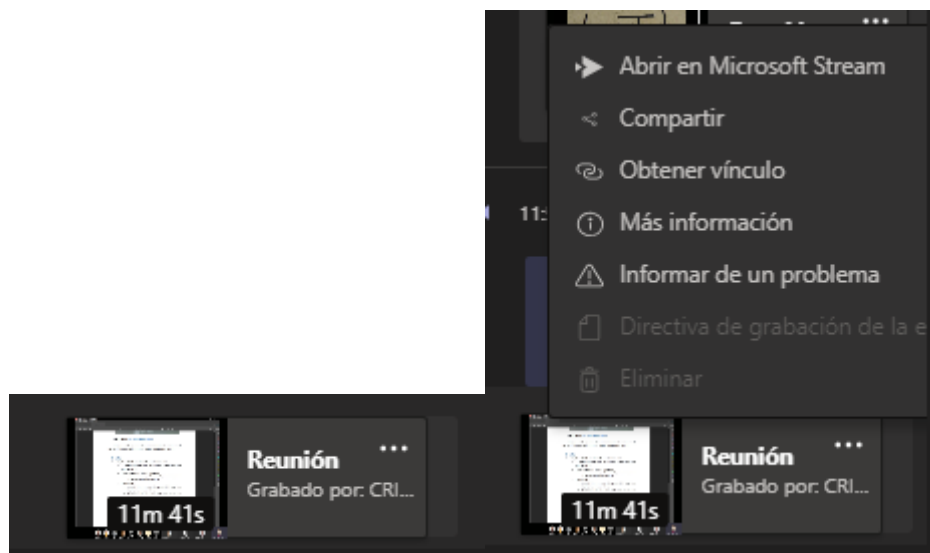 Abrir en Microsoft Stream
Compartir
Obtener vínculo
11:
Más información
Informar de un problema
Directiva de grabación de la e
Eliminar
Reunión ...
Grabado por: CRI...
11m 41s
Reunión ...
Grabado por: CRI...
11m 41s